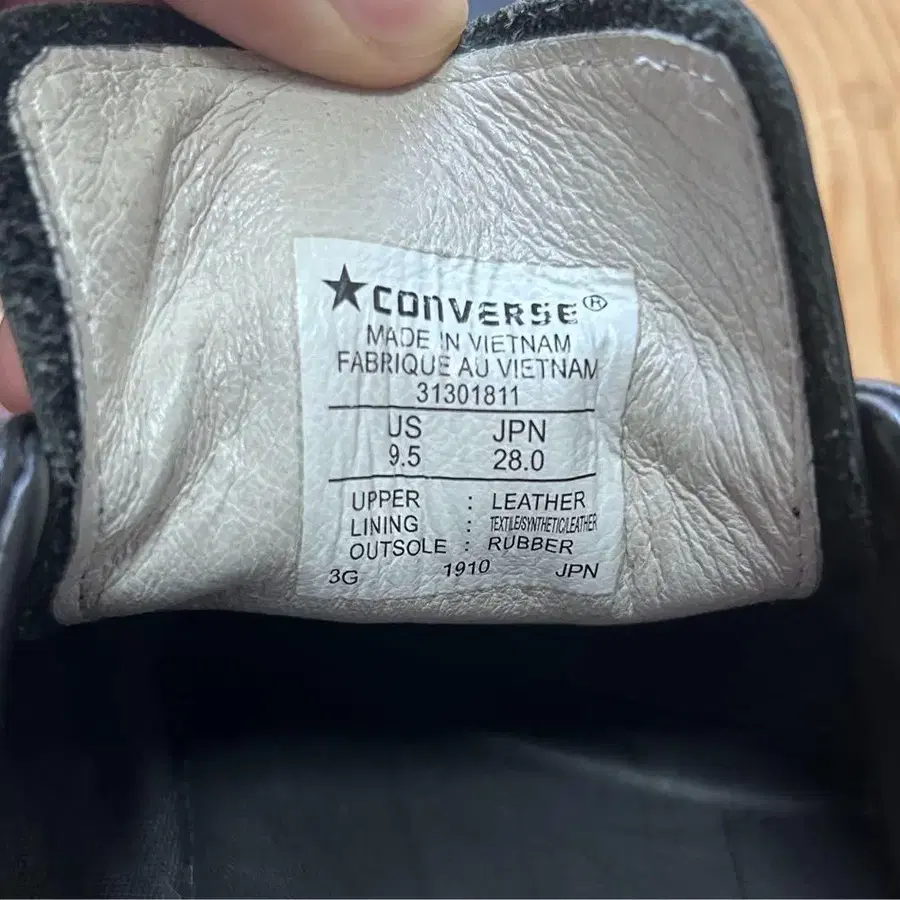 ★CONVERSE®
MADE IN VIETNAM
FABRIQUE AU VIETNAM
31301811
US JPN
9.5 28.0
UPPER : LEATHER
LINING : TEXTILE/SYNTHETIC/LEATHER
OUTSOLE : RUBBER
3G 1910 JPN